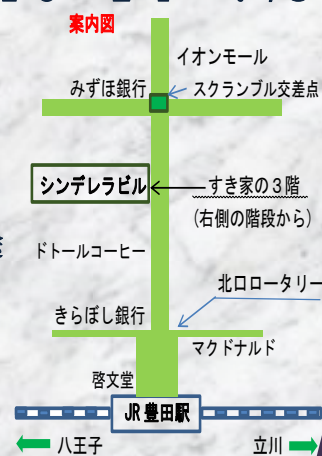 案内図
イオンモール
みずほ銀行
スクランブル交差点
シンデレラビル
すき家の３階
(右側の階段から)
ドトールコーヒー
北口ロータリー
きらぼし銀行
マクドナルド
啓文堂
JR 豊田駅
八王子
立川